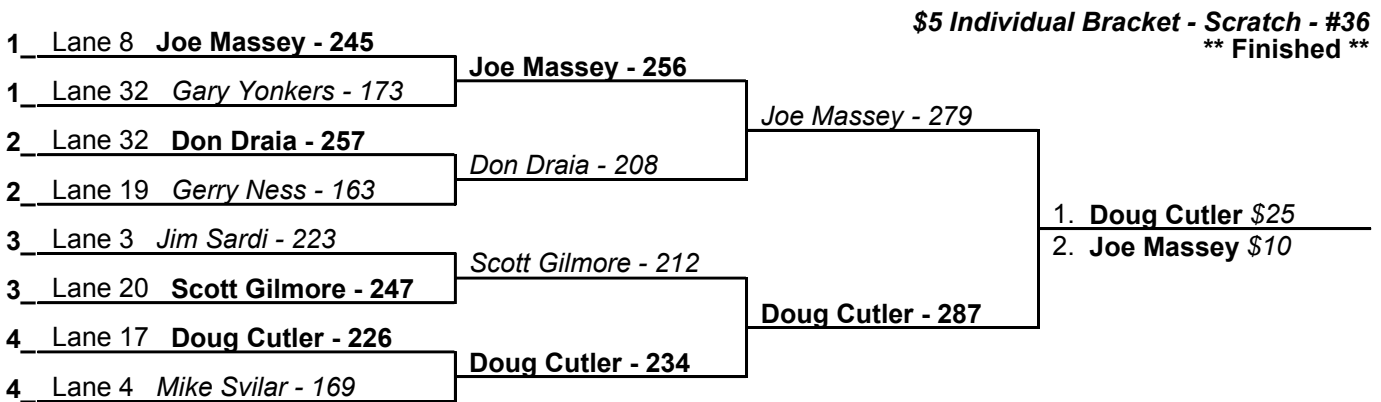 $5 Individual Bracket - Scratch - #36
** Finished **
1_ Lane 8 Joe Massey - 245
1_ Lane 32 Gary Yonkers - 173
2_ Lane 32 Don Draia - 257
2_ Lane 19 Gerry Ness - 163
3_ Lane 3 Jim Sardi - 223
3_ Lane 20 Scott Gilmore - 247
4_ Lane 17 Doug Cutler - 226
4_ Lane 4 Mike Svilar - 169
Joe Massey - 256
Don Draia - 208
Scott Gilmore - 212
Doug Cutler - 234
Joe Massey - 279
Doug Cutler - 287
1. Doug Cutler $25
2. Joe Massey $10